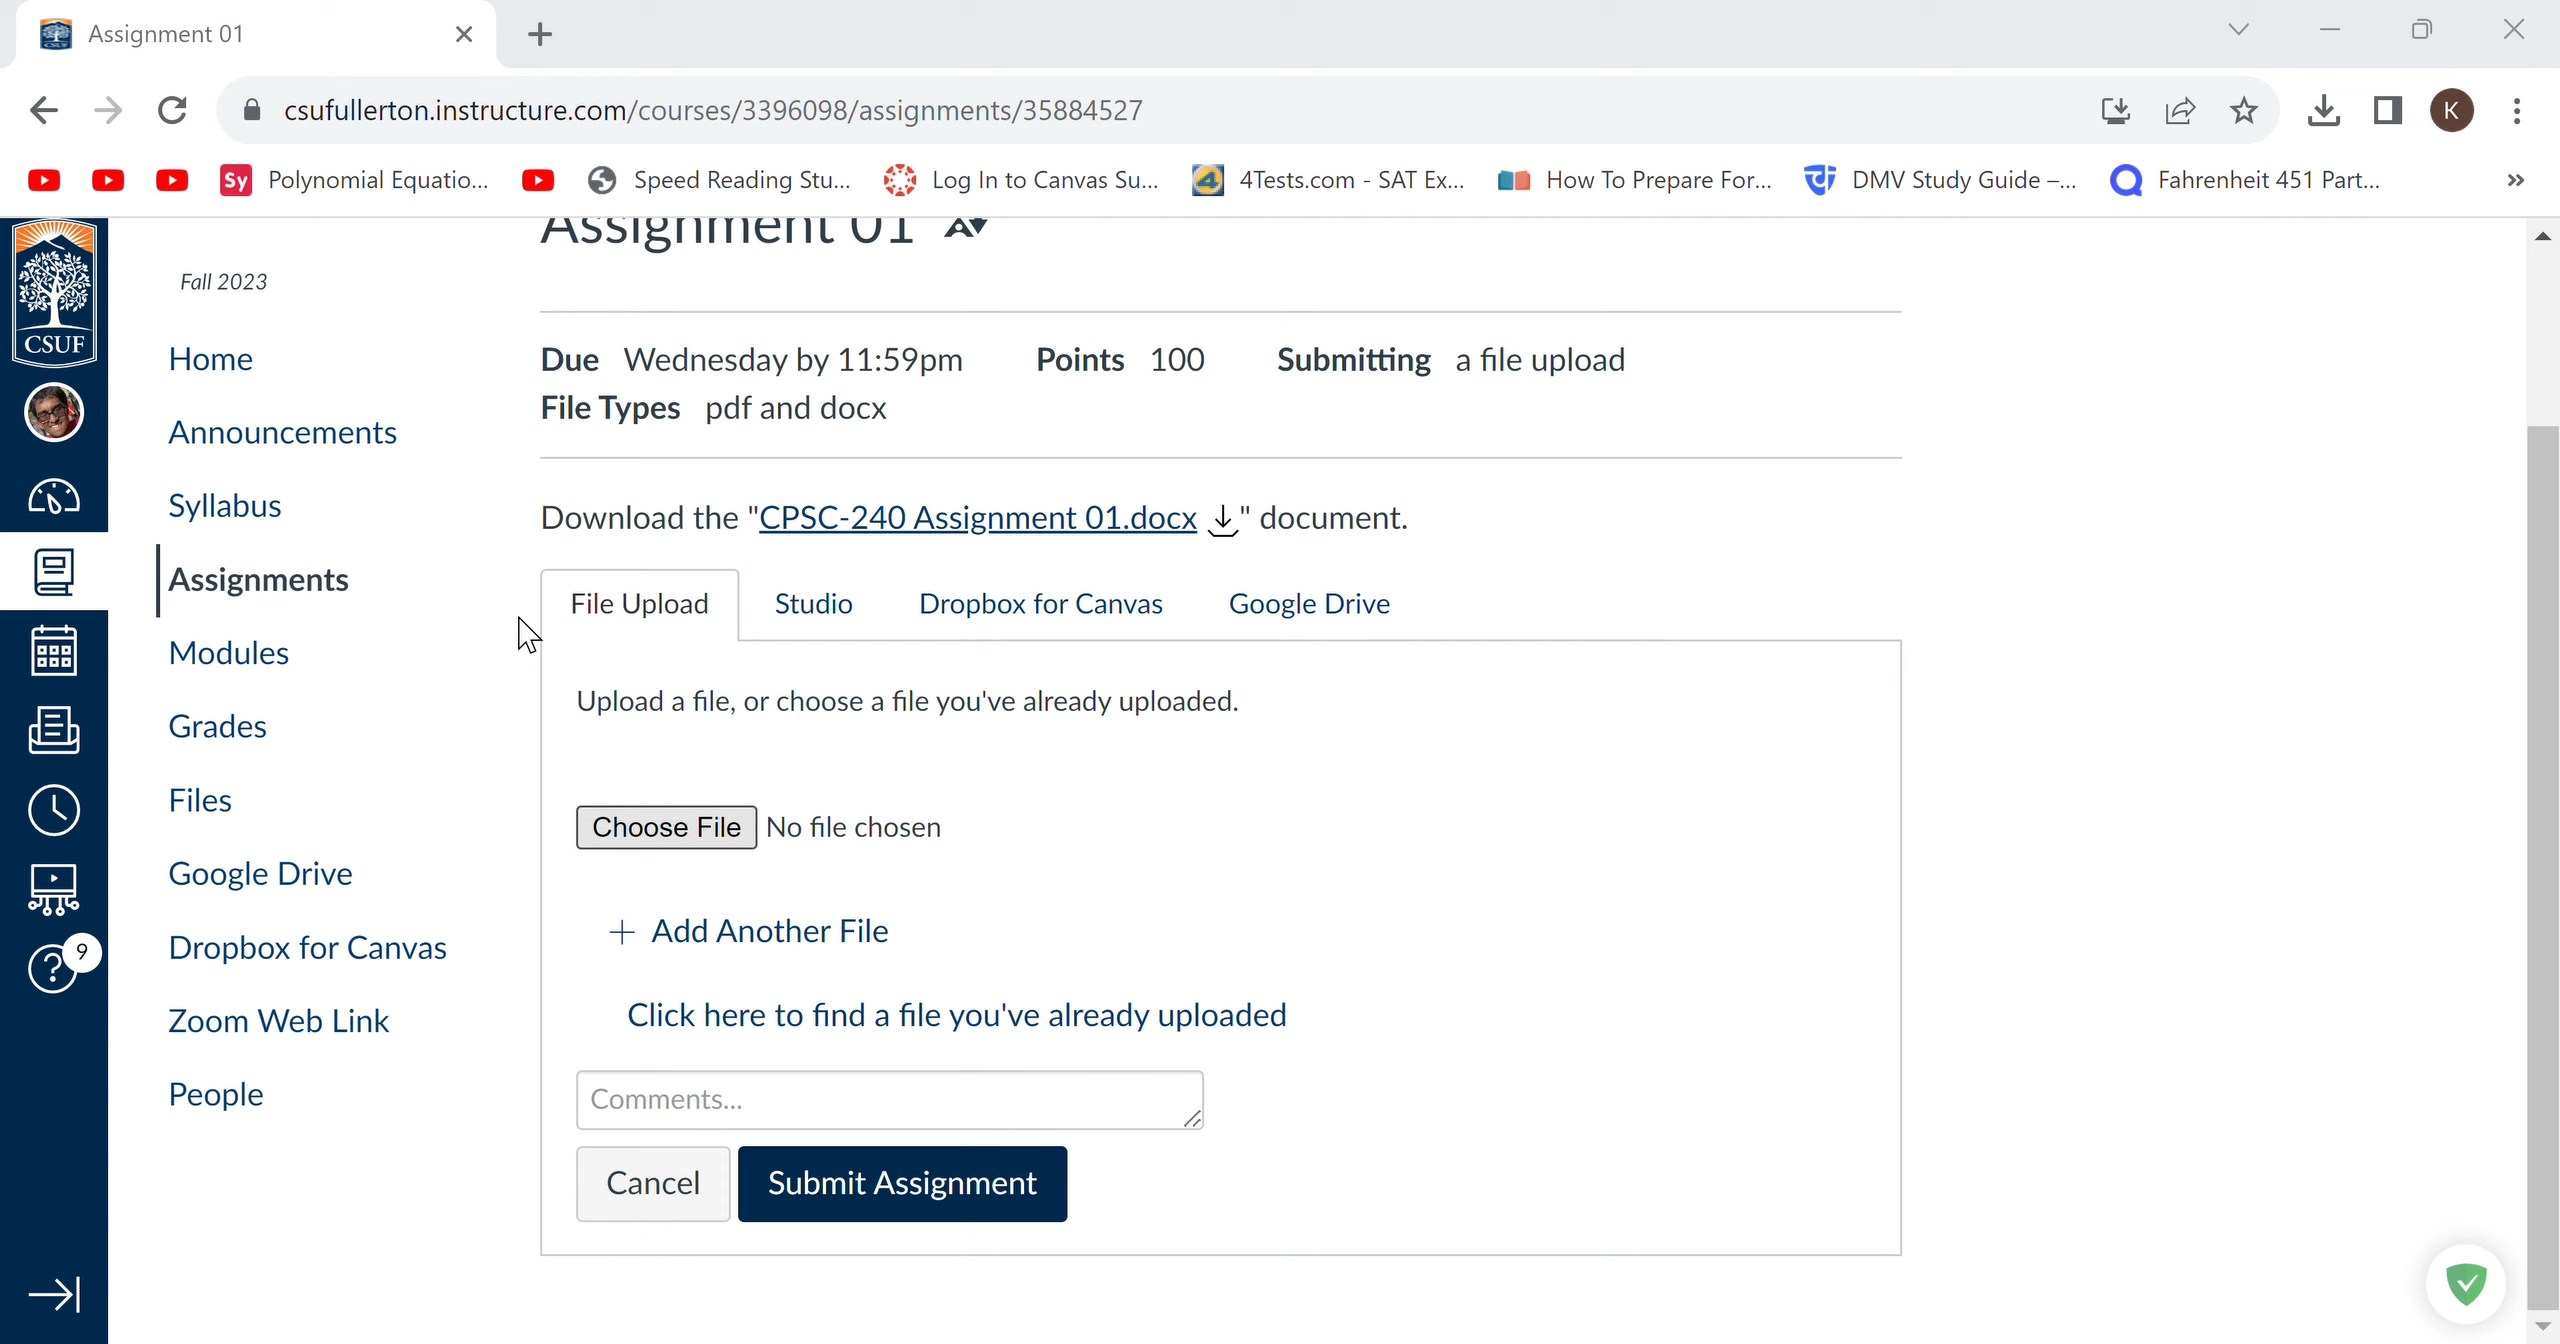 Assignment 01
csufullerton.instructure.com/courses/3396098/assignments/35884527
K
Sy Polynomial Equatio...
Speed Reading Stu...
Log In to Canvas Su...
4 4Tests.com - SAT Ex...
How To Prepare For...
DMV Study Guide –...
Fahrenheit 451 Part...
»
CSUF
9
Fall 2023
Home
Announcements
Syllabus
Assignments
Modules
Grades
Files
Google Drive
Dropbox for Canvas
Zoom Web Link
People
Assignment 01
Due Wednesday by 11:59pm Points 100 Submitting a file upload
File Types pdf and docx
Download the "CPSC-240 Assignment 01.docx" document.
File Upload Studio Dropbox for Canvas Google Drive
Upload a file, or choose a file you've already uploaded.
Choose File No file chosen
+ Add Another File
Click here to find a file you've already uploaded
Comments...
Cancel Submit Assignment